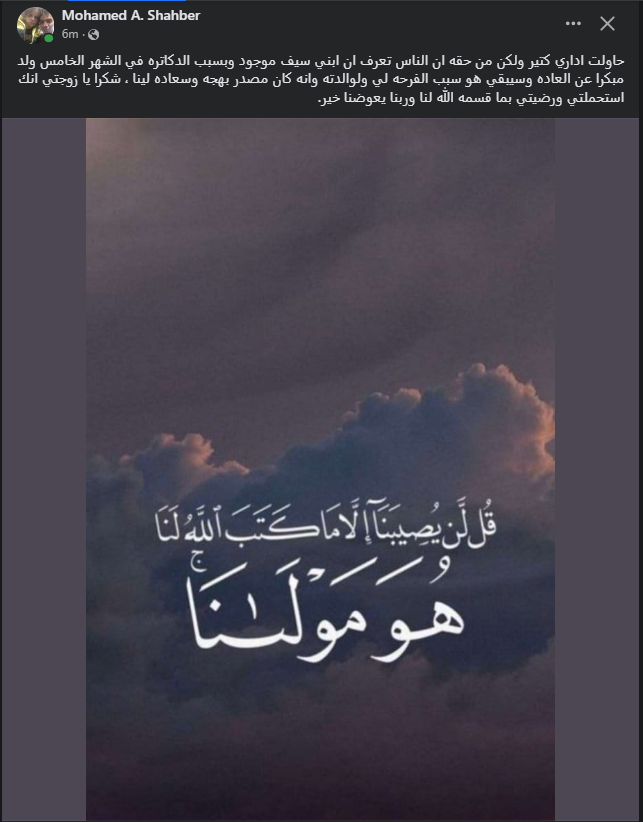 Mohamed A. Shahber
6m
حاولت اداري كتير ولكن من حقه ان الناس تعرف ان ابني سيف موجود وبسبب الدكاتره في الشهر الخامس ولد
مبكرا عن العاده وسيبقي هو سبب الفرحه لي ولوالدته وانه كان مصدر بهجه وسعاده لينا ، شكرا يا زوجتي انك
استحملتي ورضيتي بما قسمه الله لنا وربنا يعوضنا خير.
قُل لَّن يُصِيبَنَآ إِلَّا مَا كَتَبَ ٱللَّهُ لَنَا
هُوَ مَوْلَىٰنَا ۚ